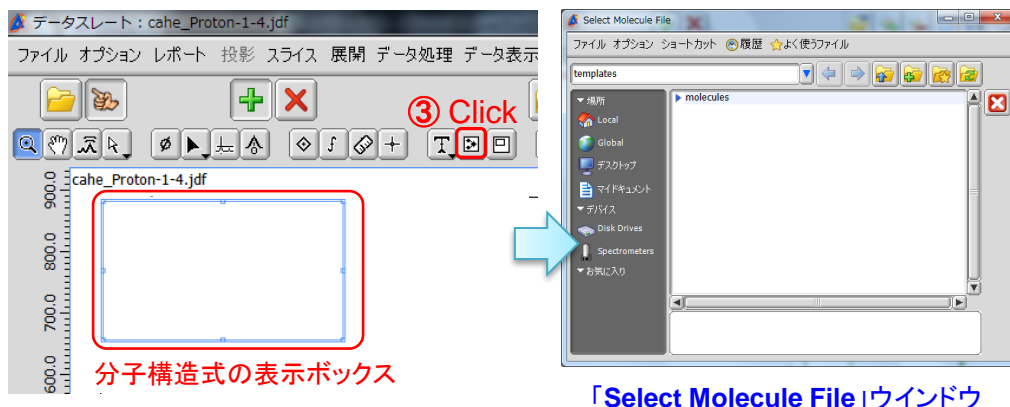 データスレート : cahe_Proton-1-4.jdf
ファイル オプション レポート 投影 スライス 展開 データ処理 データ表示
③ Click
cahe_Proton-1-4.jdf
900.0
800.0
700.0
600.0
分子構造式の表示ボックス
Select Molecule File
ファイル オプション ショートカット 履歴 よく使うファイル
templates
▼場所
Local
Global
デスクトップ
マイドキュメント
▼デバイス
Disk Drives
Spectrometers
▼お気に入り
molecules
「Select Molecule File」ウインドウ